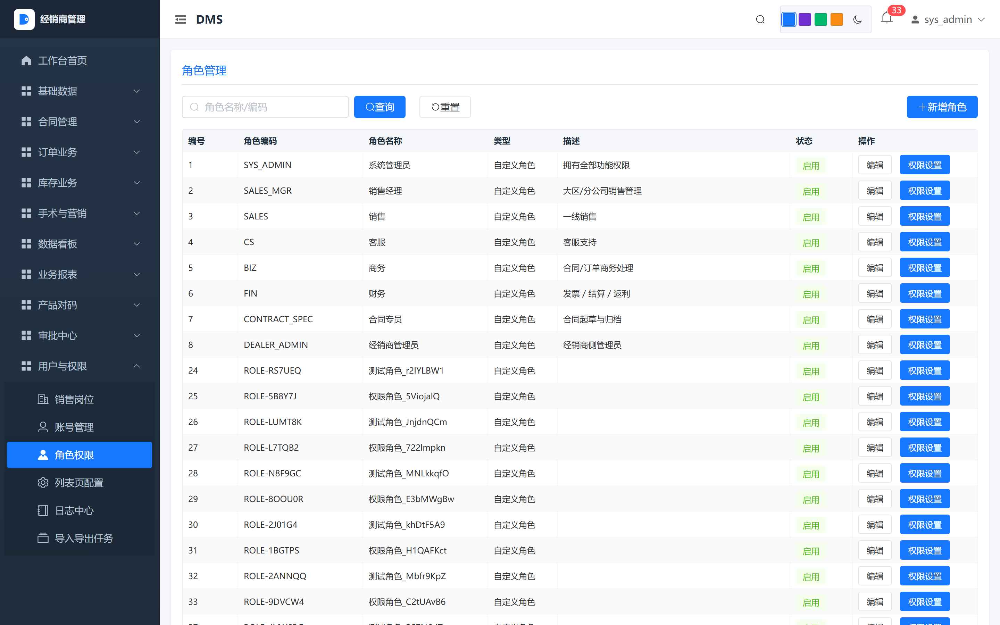 经销商管理
DMS
33
sys_admin
工作台首页
基础数据
合同管理
订单业务
库存业务
手术与营销
数据看板
业务报表
产品对码
审批中心
用户与权限
销售岗位
账号管理
角色权限
列表页配置
日志中心
导入导出任务
角色管理
角色名称/编码 查询 重置 新增角色
编号 角色编码 角色名称 类型 描述 状态 操作
1 SYS_ADMIN 系统管理员 自定义角色 拥有全部功能权限 启用 编辑 权限设置
2 SALES_MGR 销售经理 自定义角色 大区/分公司销售管理 启用 编辑 权限设置
3 SALES 销售 自定义角色 一线销售 启用 编辑 权限设置
4 CS 客服 自定义角色 客服支持 启用 编辑 权限设置
5 BIZ 商务 自定义角色 合同/订单商务处理 启用 编辑 权限设置
6 FIN 财务 自定义角色 发票 / 结算 / 返利 启用 编辑 权限设置
7 CONTRACT_SPEC 合同专员 自定义角色 合同起草与归档 启用 编辑 权限设置
8 DEALER_ADMIN 经销商管理员 自定义角色 经销商侧管理员 启用 编辑 权限设置
24 ROLE-RS7UEQ 测试角色_r2IYLBW1 自定义角色 启用 编辑 权限设置
25 ROLE-5B8Y7J 权限角色_5ViojalQ 自定义角色 启用 编辑 权限设置
26 ROLE-LUMT8K 测试角色_JnjdnQCm 自定义角色 启用 编辑 权限设置
27 ROLE-L7TQB2 权限角色_722lmpkn 自定义角色 启用 编辑 权限设置
28 ROLE-N8F9GC 测试角色_MNLkkqfO 自定义角色 启用 编辑 权限设置
29 ROLE-8OOU0R 权限角色_E3bMWgBw 自定义角色 启用 编辑 权限设置
30 ROLE-2J01G4 测试角色_khDtF5A9 自定义角色 启用 编辑 权限设置
31 ROLE-1BGTPS 权限角色_H1QAFKct 自定义角色 启用 编辑 权限设置
32 ROLE-2ANNQQ 测试角色_Mbfr9KpZ 自定义角色 启用 编辑 权限设置
33 ROLE-9DVCW4 权限角色_C2tUAvB6 自定义角色 启用 编辑 权限设置